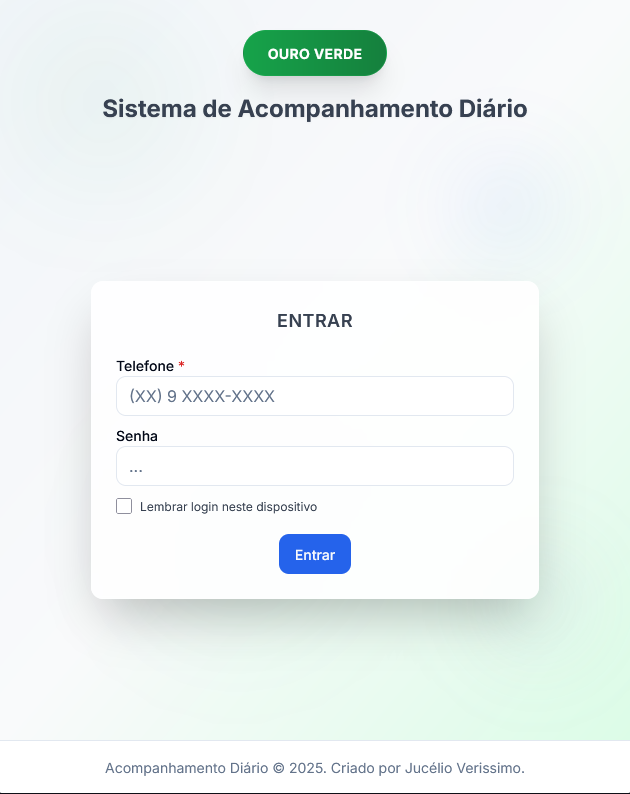 OURO VERDE
Sistema de Acompanhamento Diário
ENTRAR
Telefone *
(XX) 9 XXXX-XXXX
Senha
...
Lembrar login neste dispositivo
Entrar
Acompanhamento Diário © 2025. Criado por Jucélio Verissimo.